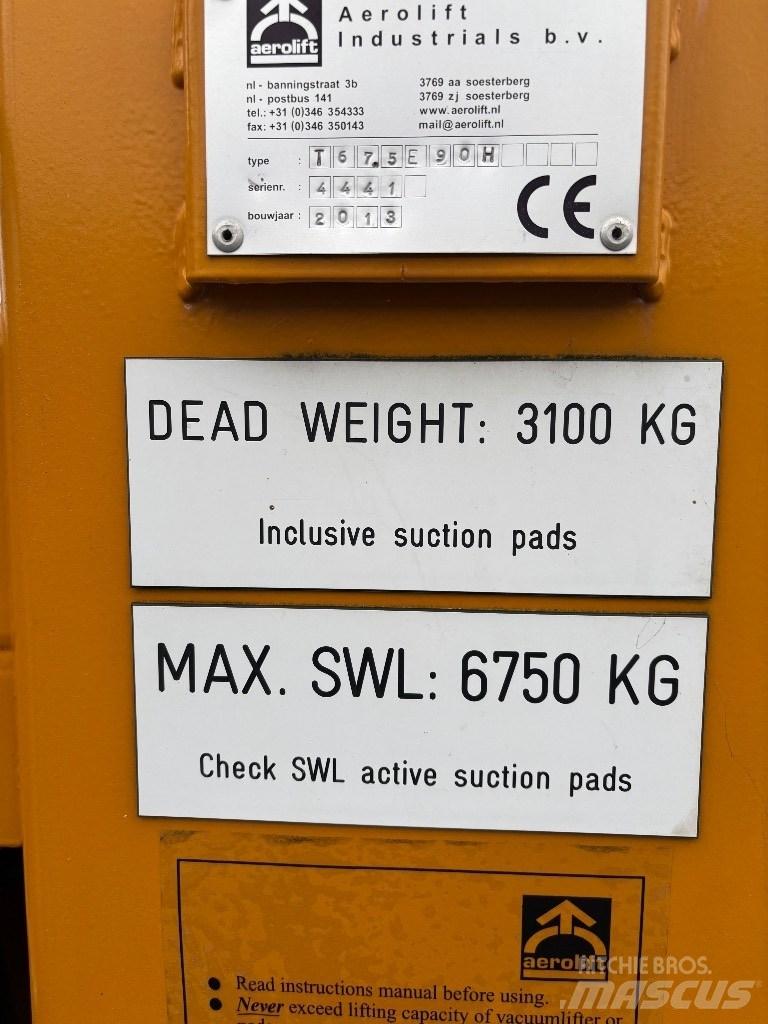 Aerolift
Industrials b.v.
aerolift
nl - banningstraat 3b 3769 aa soesterberg
nl - postbus 141 3769 zj soesterberg
tel.: +31 (0)346 354333 www.aerolift.nl
fax: +31 (0)346 350143 mail@aerolift.nl
type : T67.5E90H
serienr. : 4441
bouwjaar : 2013
CE
DEAD WEIGHT: 3100 KG
Inclusive suction pads
MAX. SWL: 6750 KG
Check SWL active suction pads
aerolift
• Read instructions manual before using.
• Never exceed lifting capacity of vacuumlifter or
RITCHIE BROS.
MASCUS